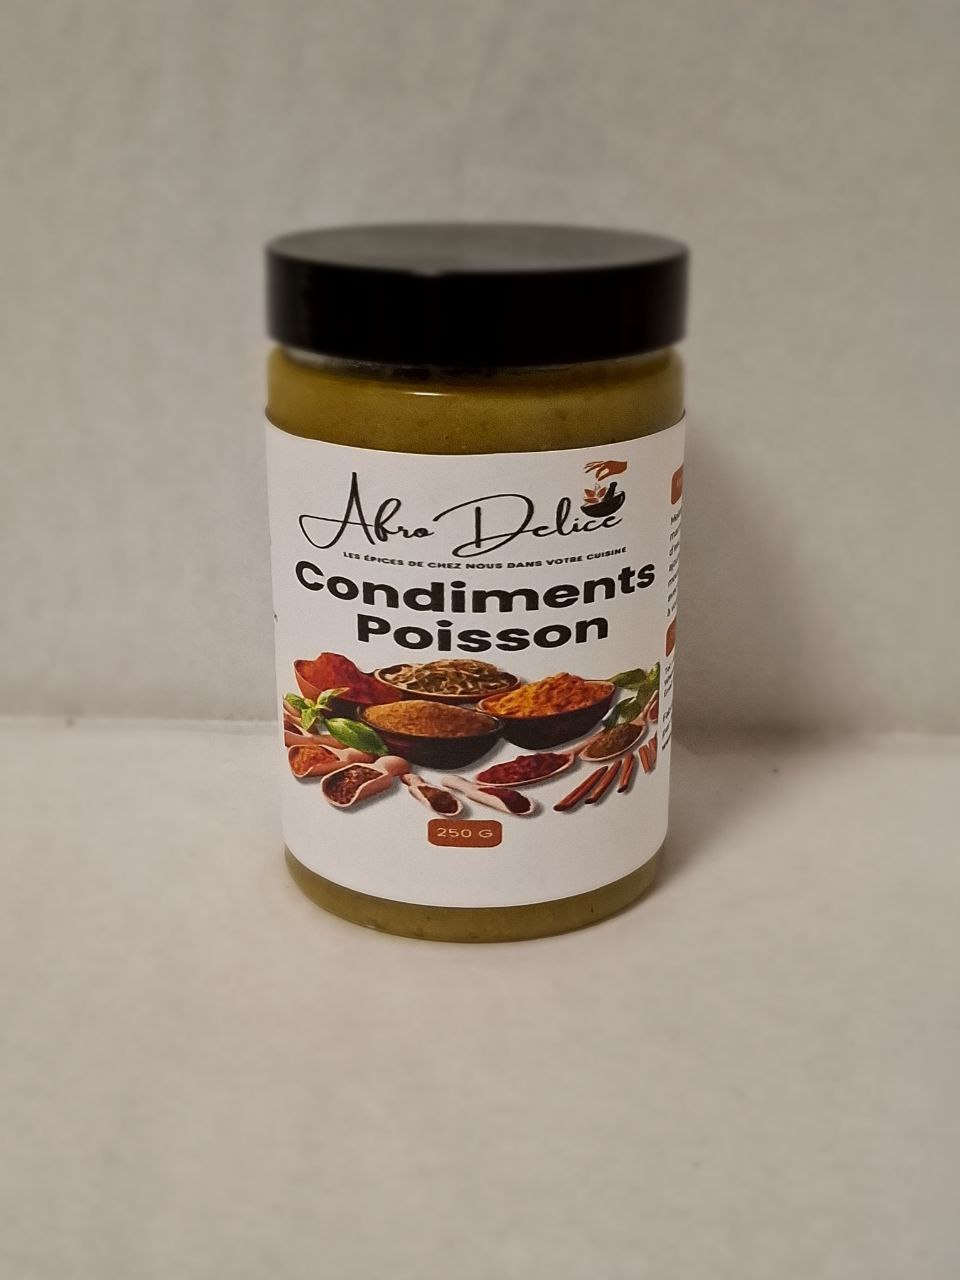 Afro Delice
LES ÉPICES DE CHEZ NOUS DANS VOTRE CUISINE
Condiments
Poisson
250 G